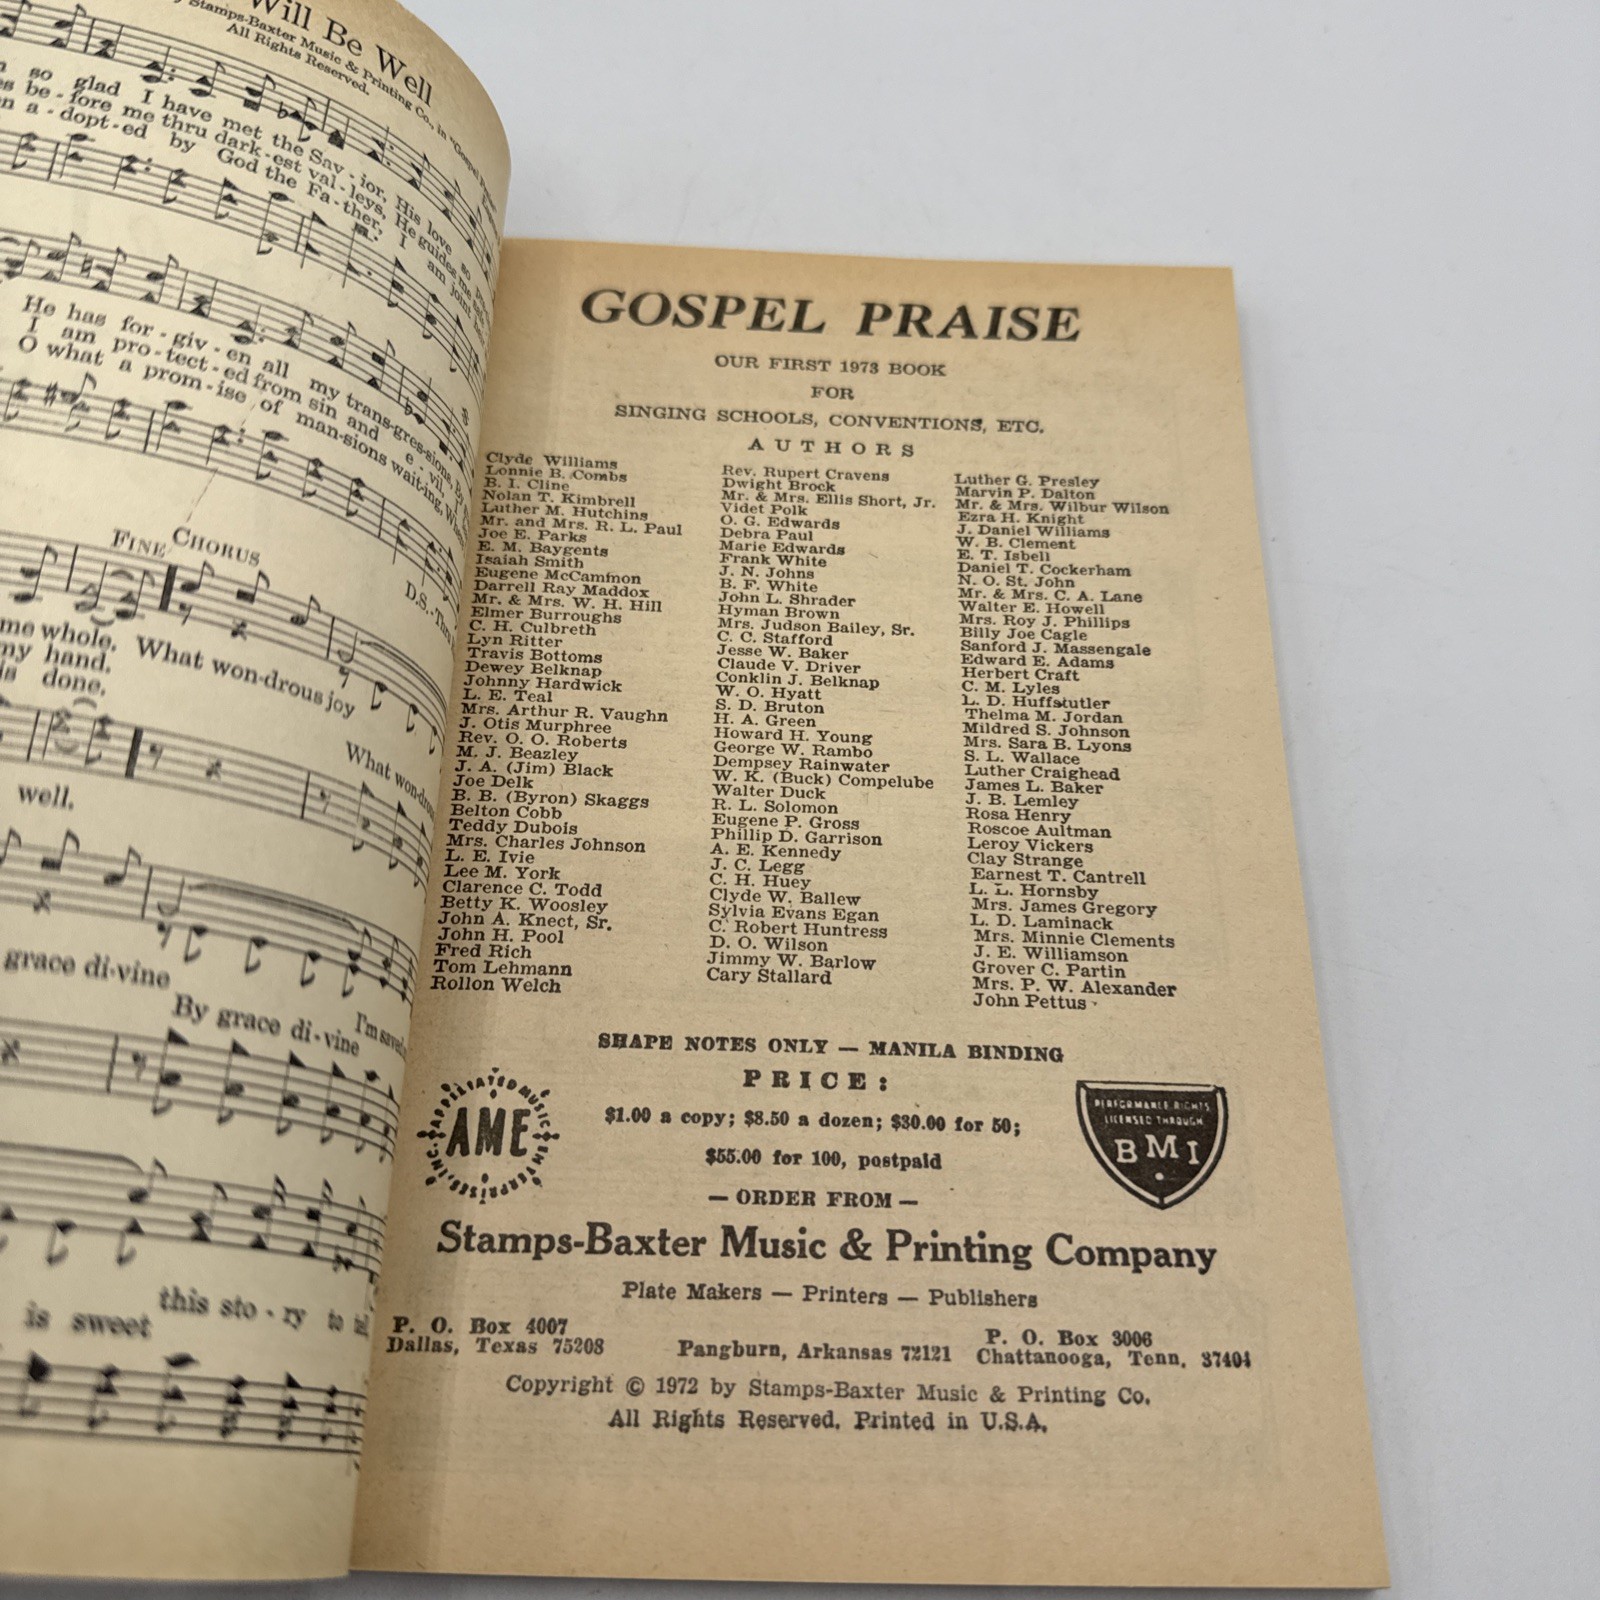 Will Be Well
Stamps-Baxter Music & Printing Co., in "Gospel
All Rights Reserved.
so glad I have met the Sav - ior, His love so
be - fore me thru dark - est val - leys, He guides me
a - dopt - ed by God the Fa - ther, I am joint
He has for - giv - en all my trans - gres - sions,
I am pro - tect - ed from sin and e - vil,
O what a prom - ise of man - sions wait - ing,
D.S.
FINE CHORUS
me whole. What won - drous joy
my hand.
is done.
What won - drous
well.
grace di - vine I'm saved
By grace di - vine
this sto - ry to
is sweet
GOSPEL PRAISE
OUR FIRST 1973 BOOK
FOR
SINGING SCHOOLS, CONVENTIONS, ETC.
AUTHORS
Clyde Williams
Lonnie B. Combs
B. I. Cline
Nolan T. Kimbrell
Luther M. Hutchins
Mr. and Mrs. R. L. Paul
Joe E. Parks
E. M. Baygents
Isaiah Smith
Eugene McCammon
Darrell Ray Maddox
Mr. & Mrs. W. H. Hill
Elmer Burroughs
C. H. Culbreth
Lyn Ritter
Travis Bottoms
Dewey Belknap
Johnny Hardwick
L. E. Teal
Mrs. Arthur R. Vaughn
J. Otis Murphree
Rev. O. O. Roberts
M. J. Beazley
J. A. (Jim) Black
Joe Delk
B. B. (Byron) Skaggs
Belton Cobb
Teddy Dubois
Mrs. Charles Johnson
L. E. Ivie
Lee M. York
Clarence C. Todd
Betty K. Woosley
John A. Knect, Sr.
John H. Pool
Fred Rich
Tom Lehmann
Rollon Welch
Rev. Rupert Cravens
Dwight Brock
Mr. & Mrs. Ellis Short, Jr.
Videt Polk
O. G. Edwards
Debra Paul
Marie Edwards
Frank White
J. N. Johns
B. F. White
John L. Shrader
Hyman Brown
Mrs. Judson Bailey, Sr.
C. C. Stafford
Jesse W. Baker
Claude V. Driver
Conklin J. Belknap
W. O. Hyatt
S. D. Bruton
H. A. Green
Howard H. Young
George W. Rambo
Dempsey Rainwater
W. K. (Buck) Compelube
Walter Duck
R. L. Solomon
Eugene P. Gross
Phillip D. Garrison
A. E. Kennedy
J. C. Legg
C. H. Huey
Clyde W. Ballew
Sylvia Evans Egan
C. Robert Huntress
D. O. Wilson
Jimmy W. Barlow
Cary Stallard
Luther G. Presley
Marvin P. Dalton
Mr. & Mrs. Wilbur Wilson
Ezra H. Knight
J. Daniel Williams
W. B. Clement
E. T. Isbell
Daniel T. Cockerham
N. O. St. John
Mr. & Mrs. C. A. Lane
Walter E. Howell
Mrs. Roy J. Phillips
Billy Joe Cagle
Sanford J. Massengale
Edward E. Adams
Herbert Craft
C. M. Lyles
L. D. Huffstutler
Thelma M. Jordan
Mildred S. Johnson
Mrs. Sara B. Lyons
S. L. Wallace
Luther Craighead
James L. Baker
J. B. Lemley
Rosa Henry
Roscoe Aultman
Leroy Vickers
Clay Strange
Earnest T. Cantrell
L. L. Hornsby
Mrs. James Gregory
L. D. Laminack
Mrs. Minnie Clements
J. E. Williamson
Grover C. Partin
Mrs. P. W. Alexander
John Pettus
SHAPE NOTES ONLY — MANILA BINDING
PRICE:
$1.00 a copy; $8.50 a dozen; $30.00 for 50;
$55.00 for 100, postpaid
— ORDER FROM —
APPELLATED MUSIC ENTERPRISES, INC.
AME
PERFORMANCE RIGHTS
LICENSED THROUGH
BMI
Stamps-Baxter Music & Printing Company
Plate Makers — Printers — Publishers
P. O. Box 4007
Dallas, Texas 75208
Pangburn, Arkansas 72121
P. O. Box 3006
Chattanooga, Tenn. 37404
Copyright © 1972 by Stamps-Baxter Music & Printing Co.
All Rights Reserved. Printed in U.S.A.